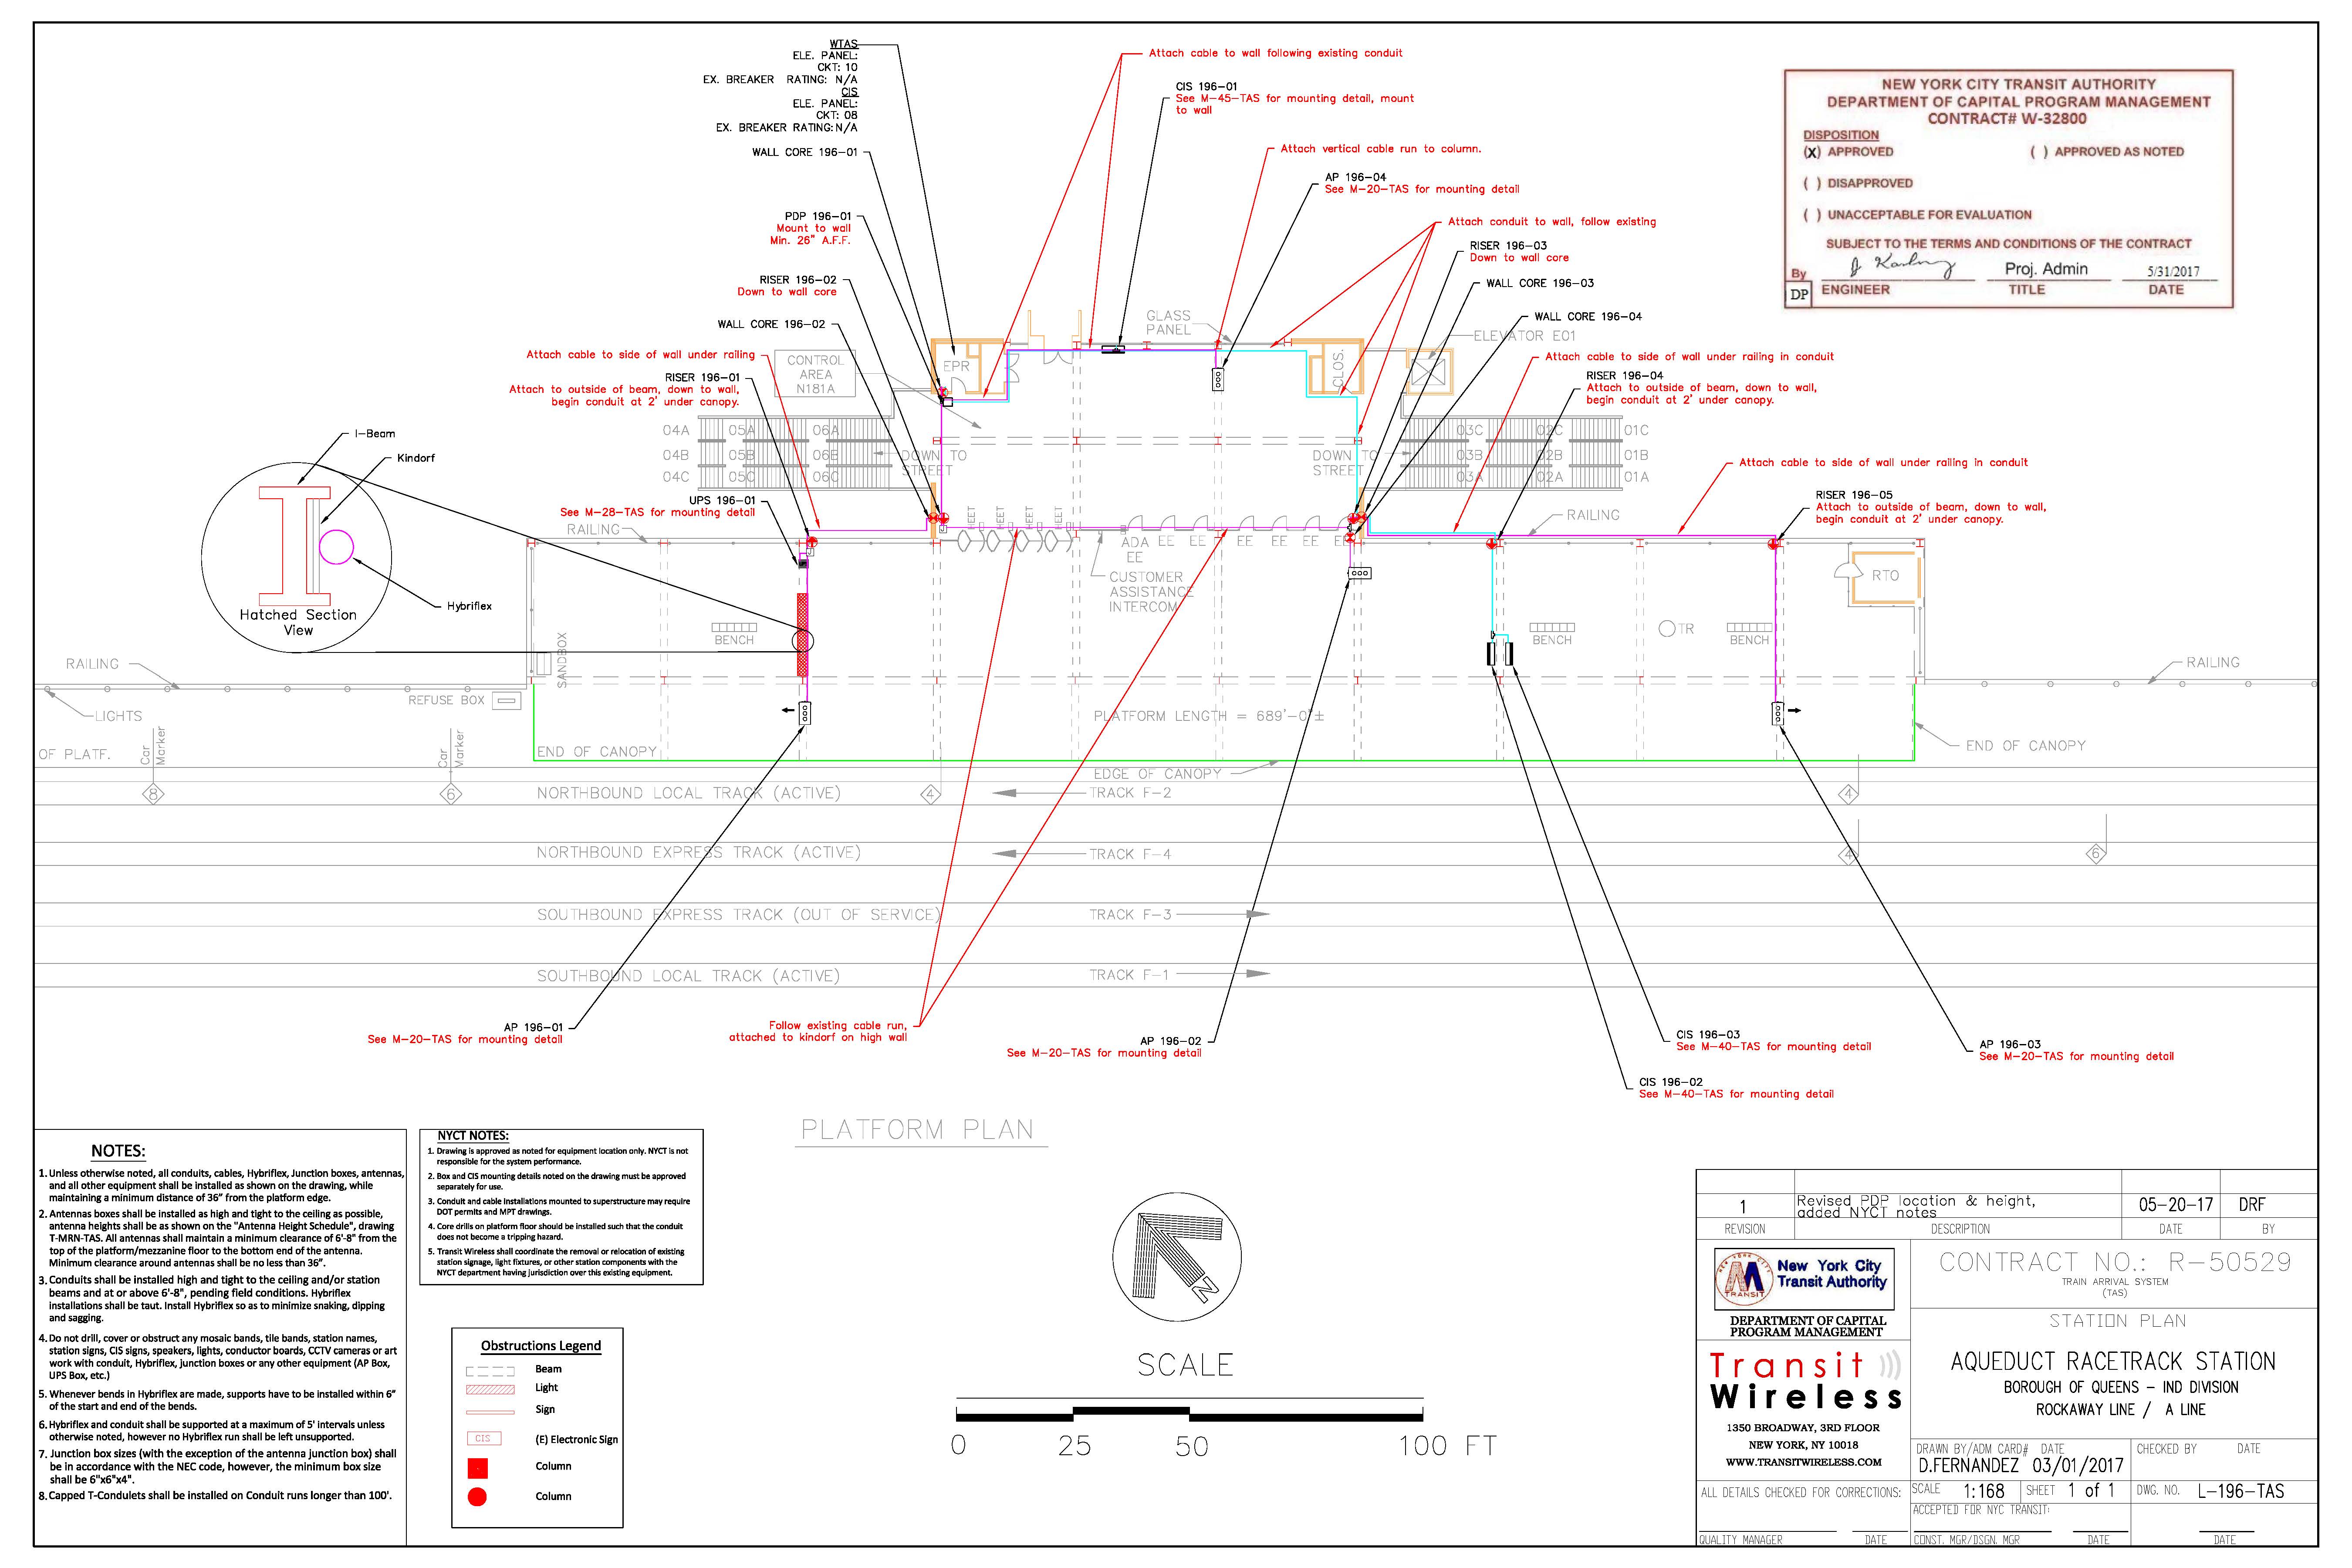 WTAS
ELE. PANEL:
CKT: 10
EX. BREAKER RATING: N/A
CIS
ELE. PANEL:
CKT: 08
EX. BREAKER RATING: N/A
WALL CORE 196-01
PDP 196-01
Mount to wall
Min. 26" A.F.F.
RISER 196-02
Down to wall core
WALL CORE 196-02
Attach cable to side of wall under railing
RISER 196-01
Attach to outside of beam, down to wall,
begin conduit at 2' under canopy.
UPS 196-01
See M-28-TAS for mounting detail
Attach cable to wall following existing conduit
CIS 196-01
See M-45-TAS for mounting detail, mount
to wall
Attach vertical cable run to column.
AP 196-04
See M-20-TAS for mounting detail
Attach conduit to wall, follow existing
RISER 196-03
Down to wall core
WALL CORE 196-03
WALL CORE 196-04
ELEVATOR E01
Attach cable to side of wall under railing in conduit
RISER 196-04
Attach to outside of beam, down to wall,
begin conduit at 2' under canopy.
Attach cable to side of wall under railing in conduit
RISER 196-05
Attach to outside of beam, down to wall,
begin conduit at 2' under canopy.
NEW YORK CITY TRANSIT AUTHORITY
DEPARTMENT OF CAPITAL PROGRAM MANAGEMENT
CONTRACT# W-32800
DISPOSITION
(X) APPROVED
( ) APPROVED AS NOTED
( ) DISAPPROVED
( ) UNACCEPTABLE FOR EVALUATION
SUBJECT TO THE TERMS AND CONDITIONS OF THE CONTRACT
By
Proj. Admin
5/31/2017
DP
ENGINEER
TITLE
DATE
GLASS
PANEL
CONTROL
AREA
N181A
EPR
CLOS.
04A 05A 06A
04B 05B 06B
04C 05C 06C
DOWN TO
STREET
DOWN TO
STREET
03C 02C 01C
03B 02B 01B
03A 02A 01A
I-Beam
Kindorf
Hybriflex
Hatched Section
View
RAILING
HEET HEET HEET HEET
ADA
EE
EE EE EE EE EE EE
CUSTOMER
ASSISTANCE
INTERCOM
RAILING
RTO
BENCH
BENCH
TR
BENCH
SANDBOX
RAILING
REFUSE BOX
LIGHTS
RAILING
OF PLATF.
Car
Marker
Car
Marker
END OF CANOPY
PLATFORM LENGTH = 689'-0"±
EDGE OF CANOPY
END OF CANOPY
8
6
4
4
NORTHBOUND LOCAL TRACK (ACTIVE)
TRACK F-2
NORTHBOUND EXPRESS TRACK (ACTIVE)
TRACK F-4
4
6
SOUTHBOUND EXPRESS TRACK (OUT OF SERVICE)
TRACK F-3
SOUTHBOUND LOCAL TRACK (ACTIVE)
TRACK F-1
AP 196-01
See M-20-TAS for mounting detail
Follow existing cable run,
attached to kindorf on high wall
AP 196-02
See M-20-TAS for mounting detail
CIS 196-03
See M-40-TAS for mounting detail
CIS 196-02
See M-40-TAS for mounting detail
AP 196-03
See M-20-TAS for mounting detail
PLATFORM PLAN
NOTES:
1. Unless otherwise noted, all conduits, cables, Hybriflex, Junction boxes, antennas,
and all other equipment shall be installed as shown on the drawing, while
maintaining a minimum distance of 36” from the platform edge.
2. Antennas boxes shall be installed as high and tight to the ceiling as possible,
antenna heights shall be as shown on the "Antenna Height Schedule", drawing
T-MRN-TAS. All antennas shall maintain a minimum clearance of 6'-8" from the
top of the platform/mezzanine floor to the bottom end of the antenna.
Minimum clearance around antennas shall be no less than 36”.
3. Conduits shall be installed high and tight to the ceiling and/or station
beams and at or above 6'-8", pending field conditions. Hybriflex
installations shall be taut. Install Hybriflex so as to minimize snaking, dipping
and sagging.
4. Do not drill, cover or obstruct any mosaic bands, tile bands, station names,
station signs, CIS signs, speakers, lights, conductor boards, CCTV cameras or art
work with conduit, Hybriflex, junction boxes or any other equipment (AP Box,
UPS Box, etc.)
5. Whenever bends in Hybriflex are made, supports have to be installed within 6”
of the start and end of the bends.
6. Hybriflex and conduit shall be supported at a maximum of 5' intervals unless
otherwise noted, however no Hybriflex run shall be left unsupported.
7. Junction box sizes (with the exception of the antenna junction box) shall
be in accordance with the NEC code, however, the minimum box size
shall be 6"x6"x4".
8. Capped T-Condulets shall be installed on Conduit runs longer than 100'.
NYCT NOTES:
1. Drawing is approved as noted for equipment location only. NYCT is not
responsible for the system performance.
2. Box and CIS mounting details noted on the drawing must be approved
separately for use.
3. Conduit and cable installations mounted to superstructure may require
DOT permits and MPT drawings.
4. Core drills on platform floor should be installed such that the conduit
does not become a tripping hazard.
5. Transit Wireless shall coordinate the removal or relocation of existing
station signage, light fixtures, or other station components with the
NYCT department having jurisdiction over this existing equipment.
Obstructions Legend
Beam
Light
Sign
CIS (E) Electronic Sign
Column
Column
N
SCALE
0 25 50 100 FT
1
Revised PDP location & height,
added NYCT notes
05-20-17
DRF
REVISION
DESCRIPTION
DATE
BY
TRANSIT
New York City
Transit Authority
DEPARTMENT OF CAPITAL
PROGRAM MANAGEMENT
Transit
Wireless
1350 BROADWAY, 3RD FLOOR
NEW YORK, NY 10018
WWW.TRANSITWIRELESS.COM
ALL DETAILS CHECKED FOR CORRECTIONS:
QUALITY MANAGER
DATE
CONTRACT NO.: R-50529
TRAIN ARRIVAL SYSTEM
(TAS)
STATION PLAN
AQUEDUCT RACETRACK STATION
BOROUGH OF QUEENS - IND DIVISION
ROCKAWAY LINE / A LINE
DRAWN BY/ADM CARD# DATE
D.FERNANDEZ 03/01/2017
CHECKED BY
DATE
SCALE 1:168
SHEET 1 of 1
DWG. NO. L-196-TAS
ACCEPTED FOR NYC TRANSIT:
CONST. MGR/DSGN. MGR
DATE
DATE